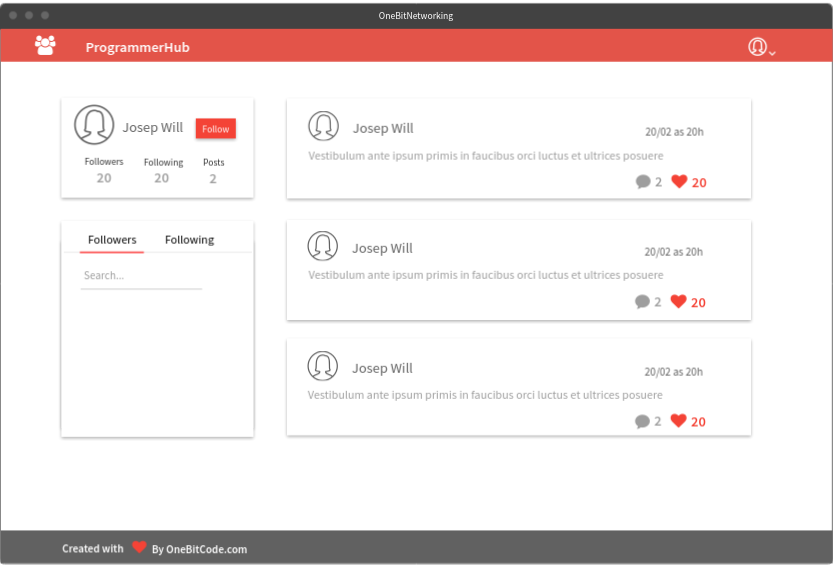 OneBitNetworking
ProgrammerHub
Josep Will
Follow
Followers Following Posts
20 20 2
Followers Following
Search...
Josep Will
20/02 as 20h
Vestibulum ante ipsum primis in faucibus orci luctus et ultrices posuere
2 20
Josep Will
20/02 as 20h
Vestibulum ante ipsum primis in faucibus orci luctus et ultrices posuere
2 20
Josep Will
20/02 as 20h
Vestibulum ante ipsum primis in faucibus orci luctus et ultrices posuere
2 20
Created with By OneBitCode.com